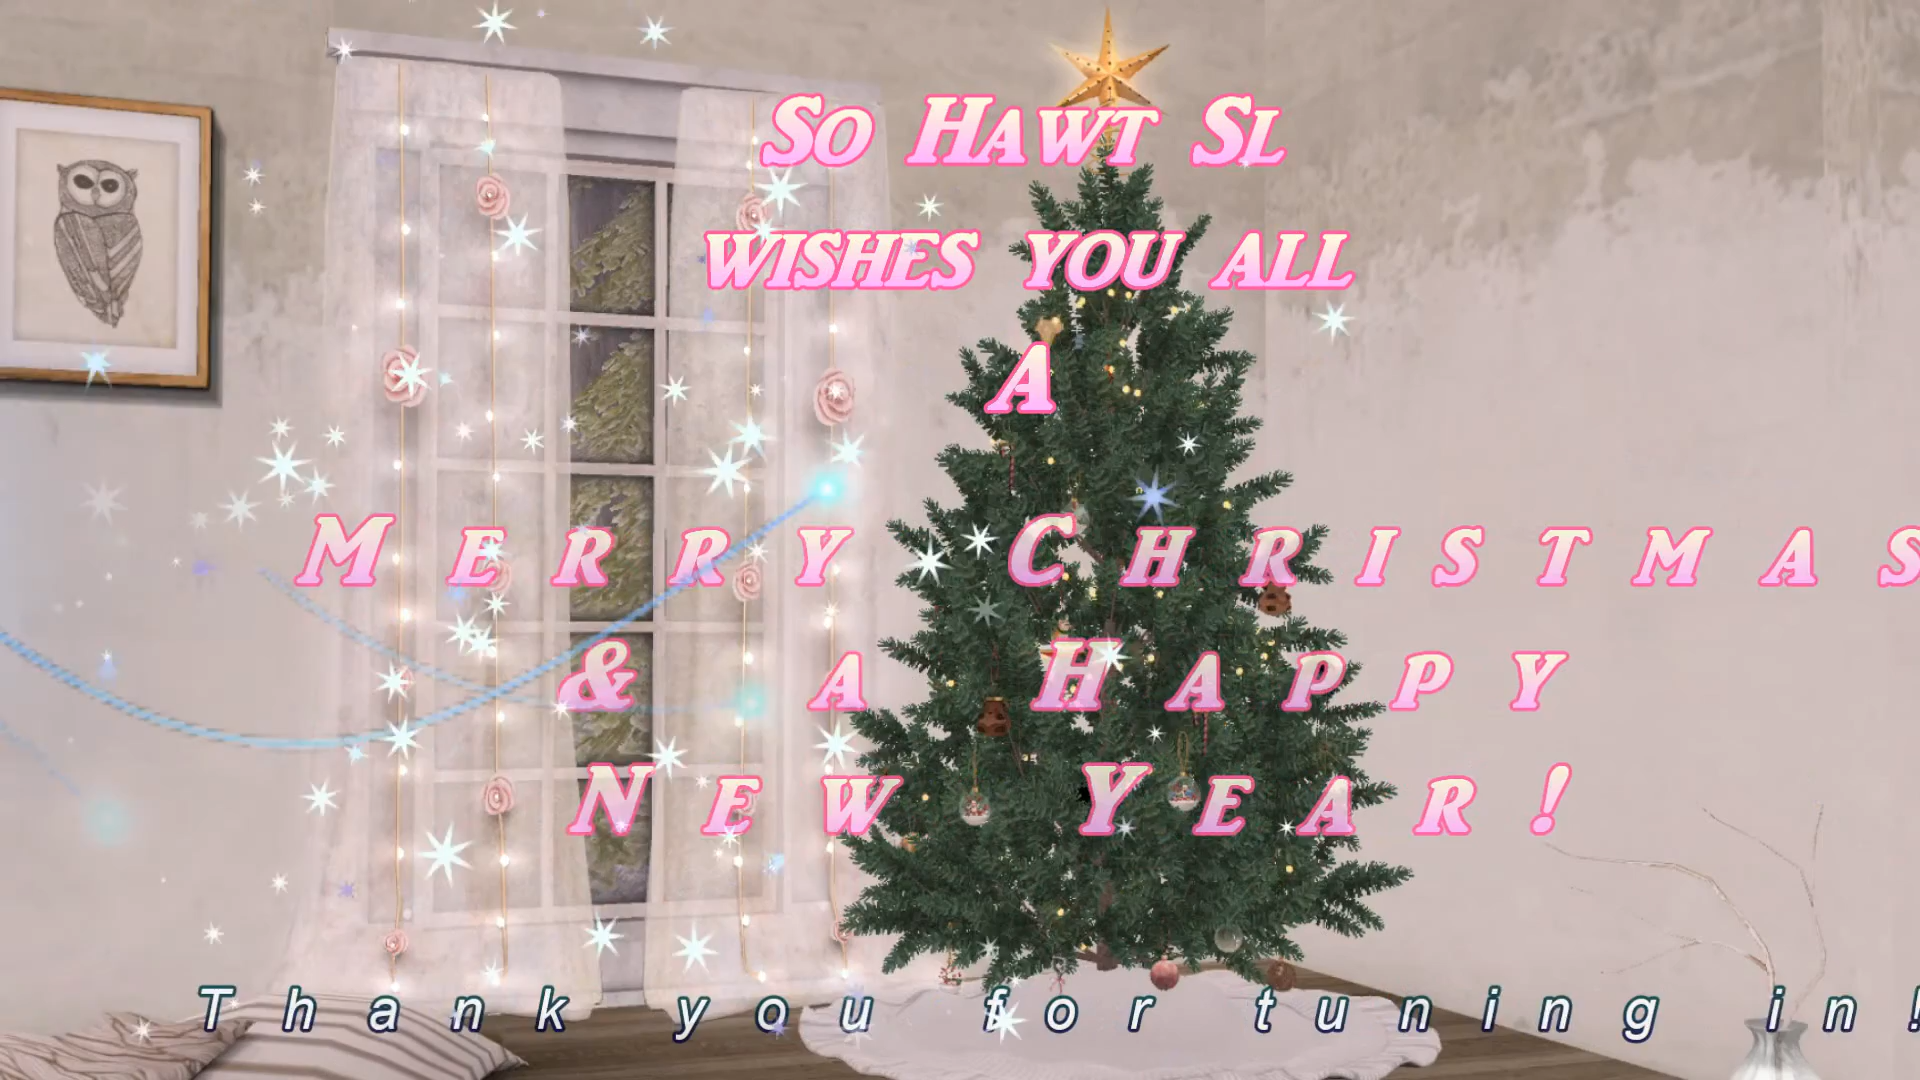 So Hawt Sl
wishes you all
A
Merry Christmas
& a Happy
New Year!
Thank you for tuning in!